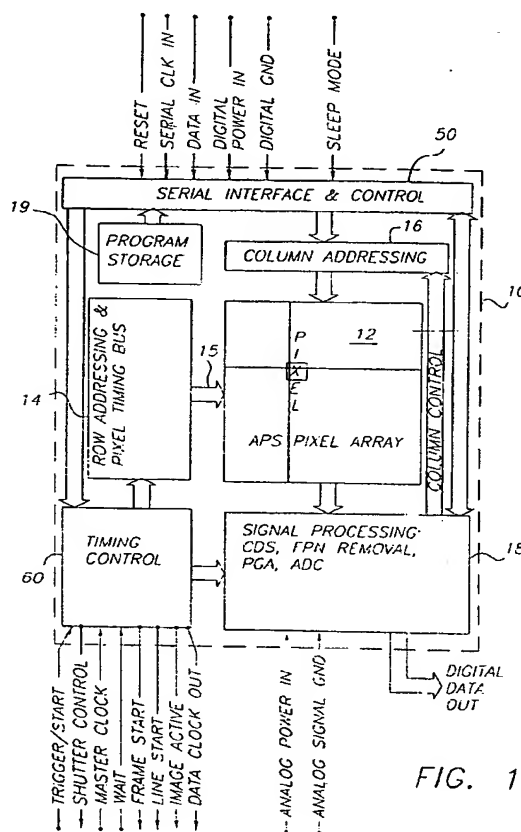 RESET
SERIAL CLK IN
DATA IN
DIGITAL
POWER IN
DIGITAL GND
SLEEP MODE
50
SERIAL INTERFACE & CONTROL
19
PROGRAM
STORAGE
16
COLUMN ADDRESSING
10
ROW ADDRESSING &
PIXEL TIMING BUS
14
15
12
PIXEL
APS PIXEL ARRAY
COLUMN CONTROL
TIMING
CONTROL
60
SIGNAL PROCESSING:
CDS, FPN REMOVAL,
PGA, ADC
18
TRIGGER/START
SHUTTER CONTROL
MASTER CLOCK
WAIT
FRAME START
LINE START
IMAGE ACTIVE
DATA CLOCK OUT
ANALOG POWER IN
ANALOG SIGNAL GND
DIGITAL
DATA
OUT
FIG. 1